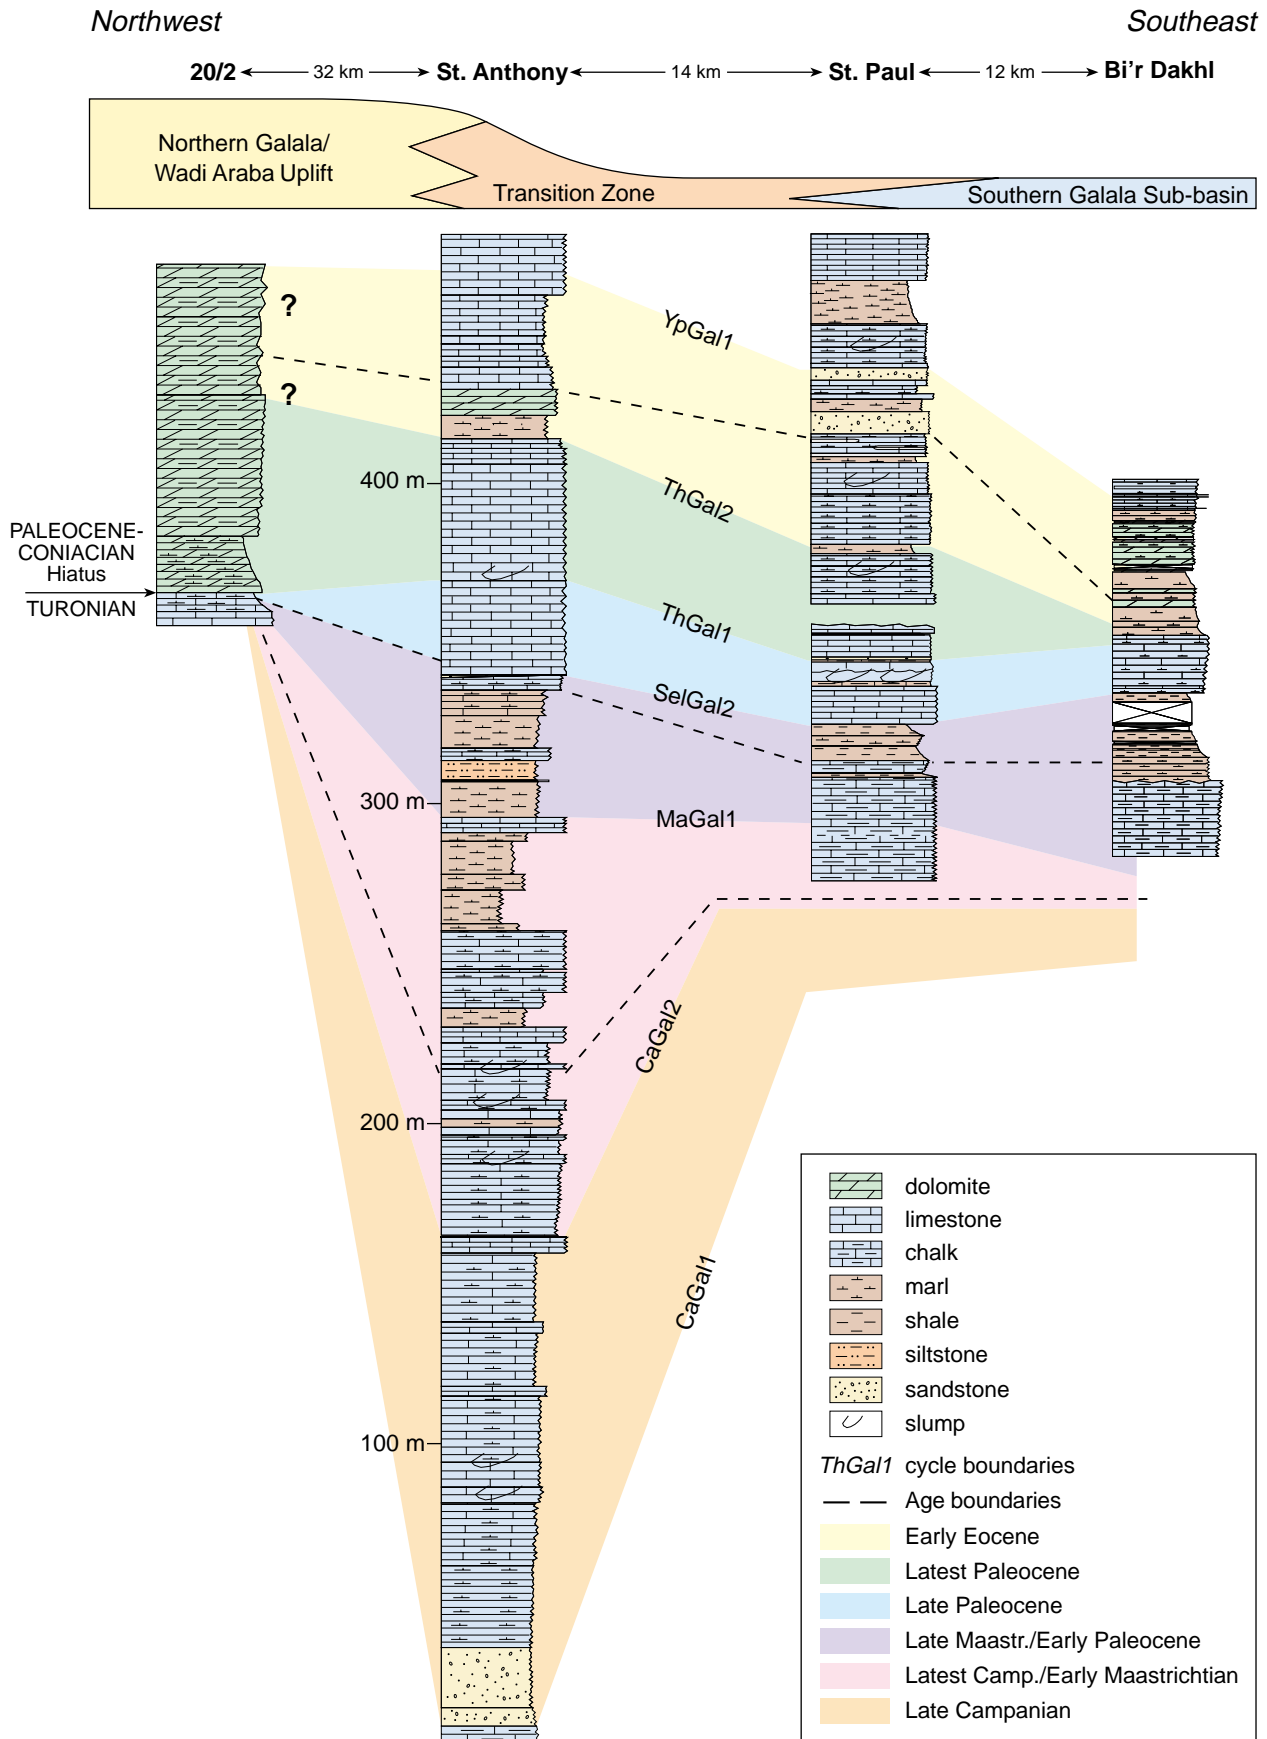 Northwest
Southeast
20/2
32 km
St. Anthony
14 km
St. Paul
12 km
Bi'r Dakhl
Northern Galala/
Wadi Araba Uplift
Transition Zone
Southern Galala Sub-basin
?
?
YpGal1
ThGal2
ThGal1
SelGal2
MaGal1
CaGal2
CaGal1
400 m
300 m
200 m
100 m
PALEOCENE-
CONIACIAN
Hiatus
TURONIAN
dolomite
limestone
chalk
marl
shale
siltstone
sandstone
slump
ThGal1 cycle boundaries
Age boundaries
Early Eocene
Latest Paleocene
Late Paleocene
Late Maastr./Early Paleocene
Latest Camp./Early Maastrichtian
Late Campanian